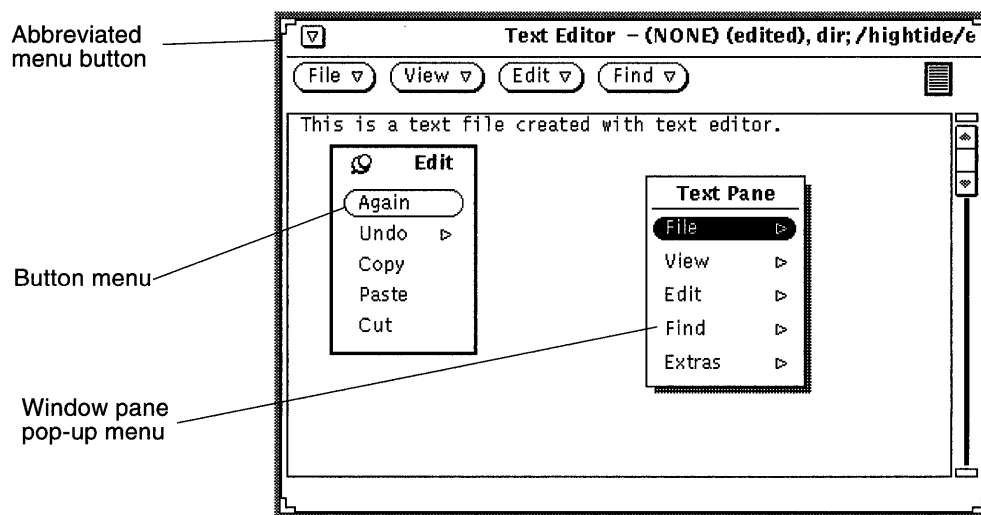 Abbreviated
menu button
Text Editor – (NONE) (edited), dir; /hightide/e
File View Edit Find
This is a text file created with text editor.
Edit
Again
Undo
Copy
Paste
Cut
Text Pane
File
View
Edit
Find
Extras
Button menu
Window pane
pop-up menu